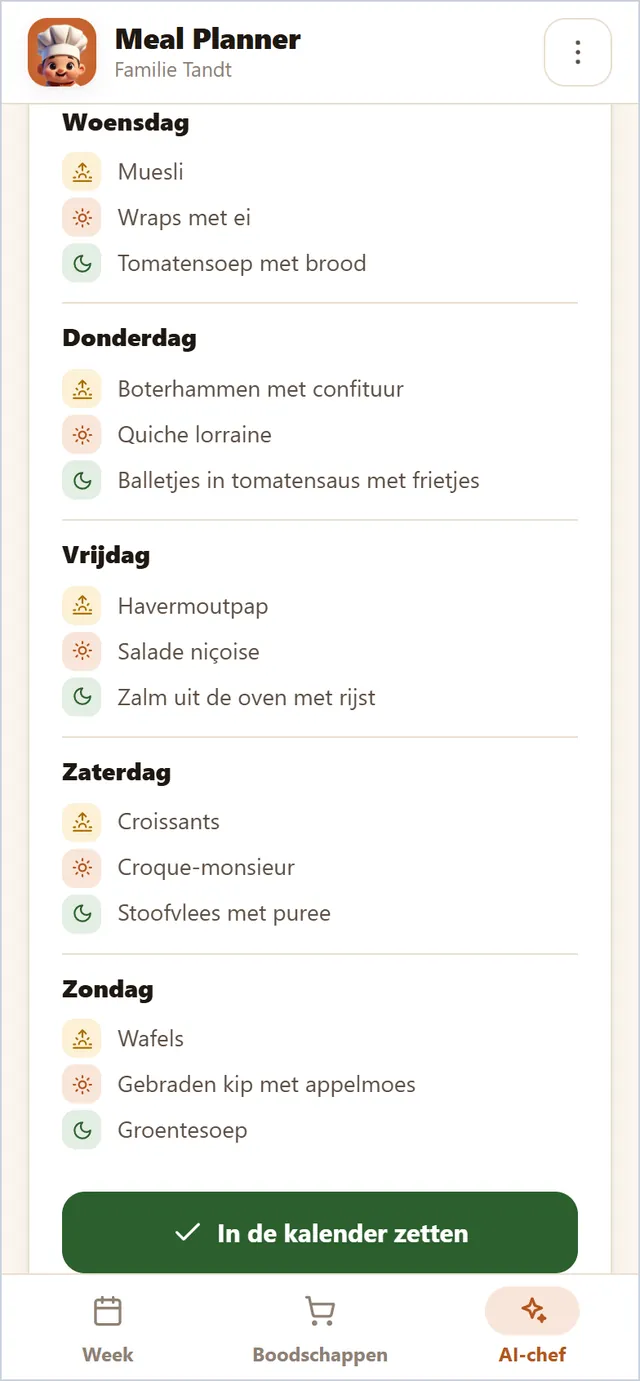 Meal Planner
Familie Tandt
Woensdag
Muesli
Wraps met ei
Tomatensoep met brood
Donderdag
Boterhammen met confituur
Quiche lorraine
Balletjes in tomatensaus met frietjes
Vrijdag
Havermoutpap
Salade niçoise
Zalm uit de oven met rijst
Zaterdag
Croissants
Croque-monsieur
Stoofvlees met puree
Zondag
Wafels
Gebraden kip met appelmoes
Groentesoep
In de kalender zetten
Week
Boodschappen
AI-chef